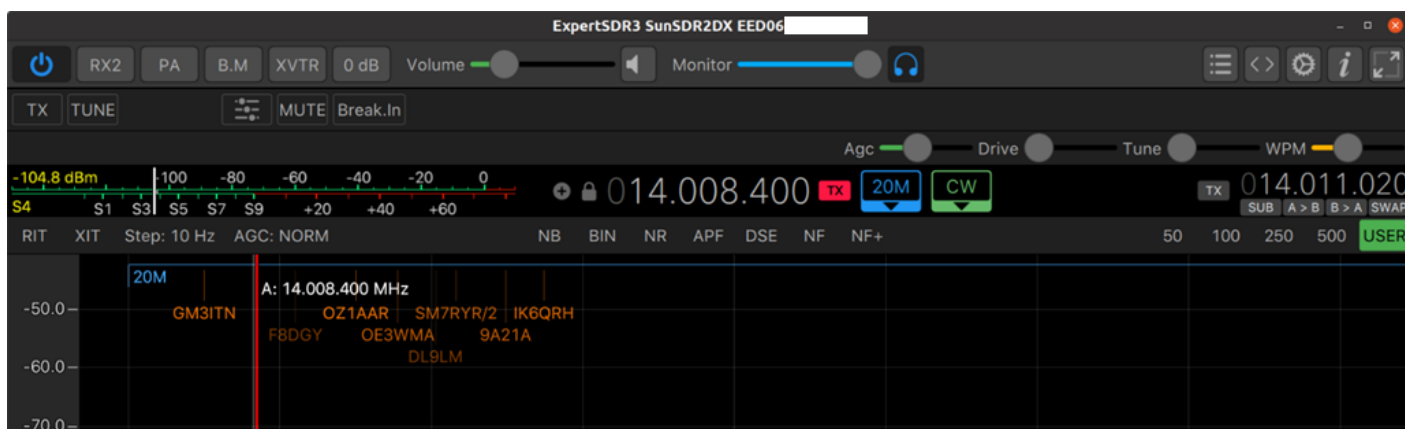 ExpertSDR3 SunSDR2DX EED06
RX2 PA B.M XVTR 0 dB Volume Monitor
TX TUNE MUTE Break.In
Agc Drive Tune WPM
-104.8 dBm -100 -80 -60 -40 -20 0
S4 S1 S3 S5 S7 S9 +20 +40 +60
014.008.400 TX 20M CW TX 014.011.020
SUB A > B B > A SWAP
RIT XIT Step: 10 Hz AGC: NORM NB BIN NR APF DSE NF NF+ 50 100 250 500 USER
20M
A: 14.008.400 MHz
-50.0 GM3ITN OZ1AAR SM7RYR/2 IK6QRH
F8DGY OE3WMA 9A21A
DL9LM
-60.0
-70.0